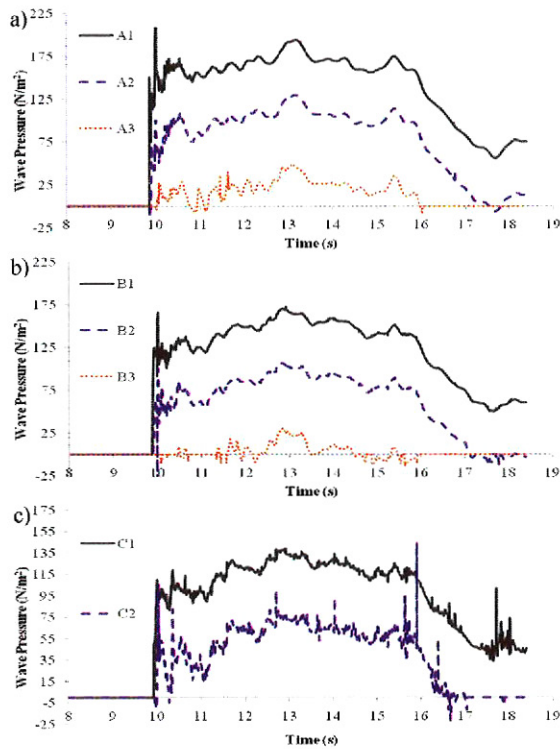 a) 225
A1
175
A2
125
A3
75
25
-25
8 9 10 11 12 13 14 15 16 17 18 19
Wave Pressure (N/m²)
Time (s)
b) 225
B1
175
B2
125
B3
75
25
-25
8 9 10 11 12 13 14 15 16 17 18 19
Wave Pressure (N/m²)
Time (s)
c) 175
155
C1
135
115
95
C2
75
55
35
15
-5
-25
8 9 10 11 12 13 14 15 16 17 18 19
Wave Pressure (N/m²)
Time (s)